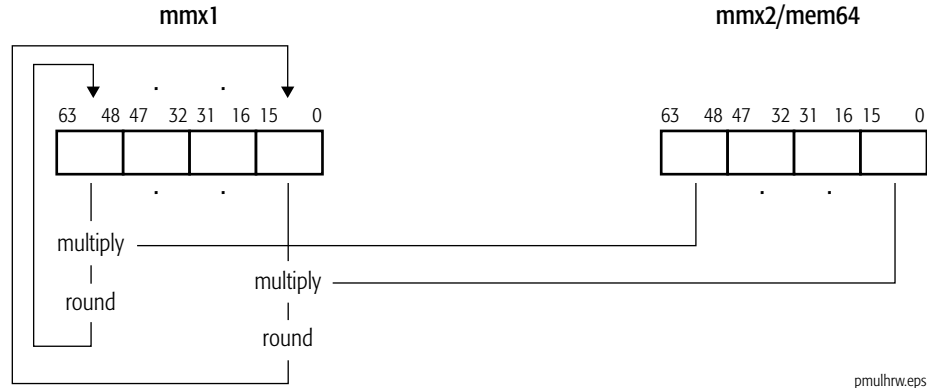 mmx1 mmx2/mem64
. .
63 48 47 32 31 16 15 0 63 48 47 32 31 16 15 0
. . . .
multiply
multiply
round
round
pmulhrw.eps